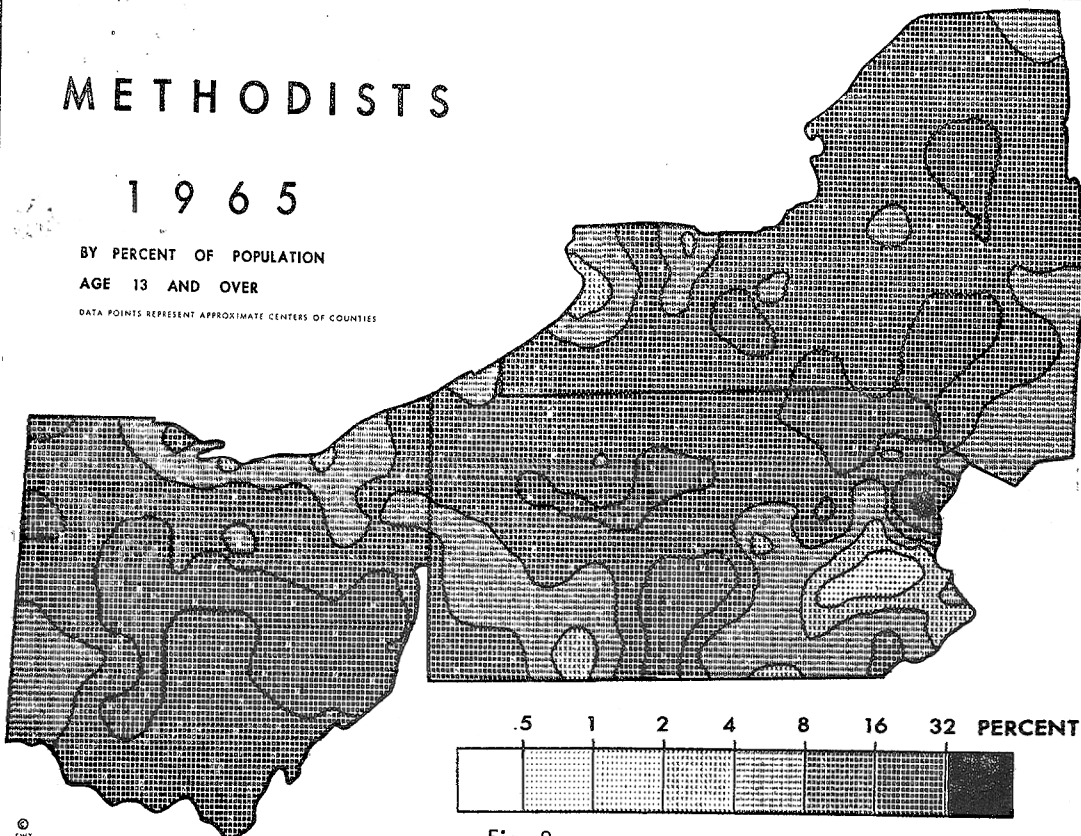 METHODISTS
1965
BY PERCENT OF POPULATION
AGE 13 AND OVER
DATA POINTS REPRESENT APPROXIMATE CENTERS OF COUNTIES
.5 1 2 4 8 16 32 PERCENT
©